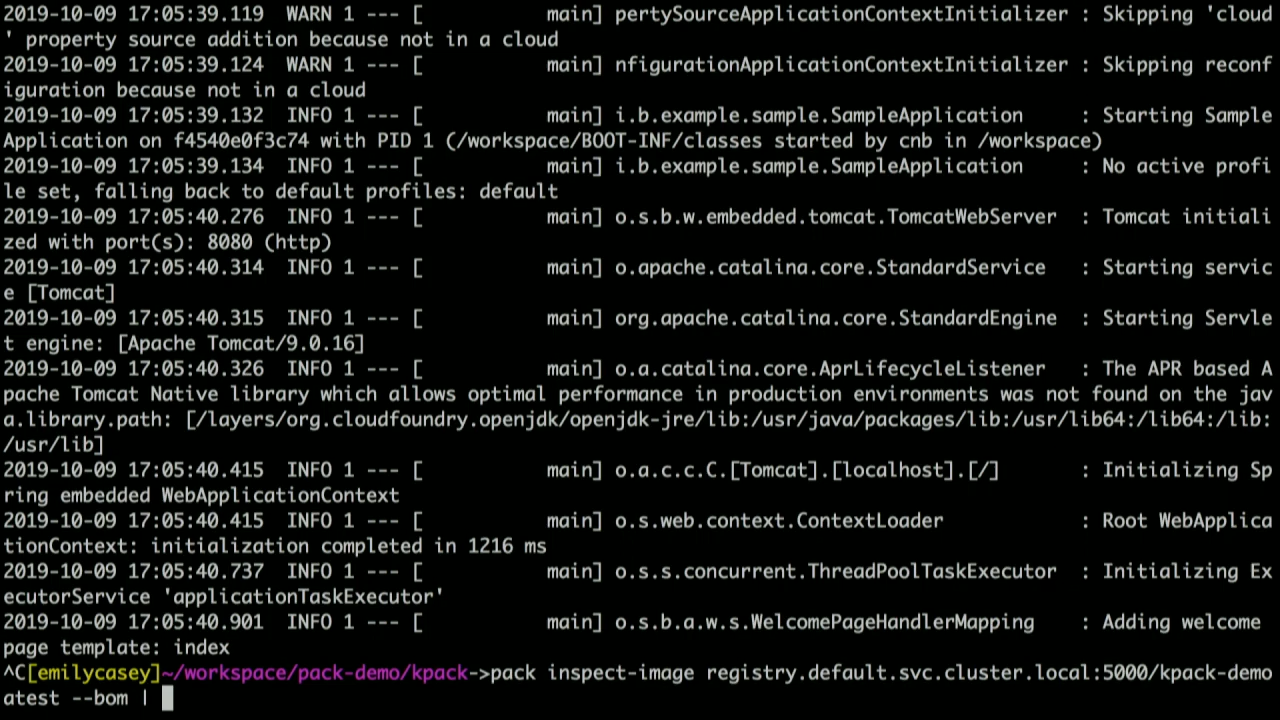 2019-10-09 17:05:39.119  WARN 1 --- [           main] pertySourceApplicationContextInitializer : Skipping 'cloud
' property source addition because not in a cloud
2019-10-09 17:05:39.124  WARN 1 --- [           main] nfigurationApplicationContextInitializer : Skipping reconf
iguration because not in a cloud
2019-10-09 17:05:39.132  INFO 1 --- [           main] i.b.example.sample.SampleApplication     : Starting Sample
Application on f4540e0f3c74 with PID 1 (/workspace/BOOT-INF/classes started by cnb in /workspace)
2019-10-09 17:05:39.134  INFO 1 --- [           main] i.b.example.sample.SampleApplication     : No active profi
le set, falling back to default profiles: default
2019-10-09 17:05:40.276  INFO 1 --- [           main] o.s.b.w.embedded.tomcat.TomcatWebServer  : Tomcat initiali
zed with port(s): 8080 (http)
2019-10-09 17:05:40.314  INFO 1 --- [           main] o.apache.catalina.core.StandardService   : Starting servic
e [Tomcat]
2019-10-09 17:05:40.315  INFO 1 --- [           main] org.apache.catalina.core.StandardEngine  : Starting Servle
t engine: [Apache Tomcat/9.0.16]
2019-10-09 17:05:40.326  INFO 1 --- [           main] o.a.catalina.core.AprLifecycleListener   : The APR based A
pache Tomcat Native library which allows optimal performance in production environments was not found on the jav
a.library.path: [/layers/org.cloudfoundry.openjdk/openjdk-jre/lib:/usr/java/packages/lib:/usr/lib64:/lib64:/lib:
/usr/lib]
2019-10-09 17:05:40.415  INFO 1 --- [           main] o.a.c.c.C.[Tomcat].[localhost].[/]       : Initializing Sp
ring embedded WebApplicationContext
2019-10-09 17:05:40.415  INFO 1 --- [           main] o.s.web.context.ContextLoader            : Root WebApplica
tionContext: initialization completed in 1216 ms
2019-10-09 17:05:40.737  INFO 1 --- [           main] o.s.s.concurrent.ThreadPoolTaskExecutor  : Initializing Ex
ecutorService 'applicationTaskExecutor'
2019-10-09 17:05:40.901  INFO 1 --- [           main] o.s.b.a.w.s.WelcomePageHandlerMapping    : Adding welcome
page template: index
^C[emilycasey]~/workspace/pack-demo/kpack->pack inspect-image registry.default.svc.cluster.local:5000/kpack-demo
atest --bom |